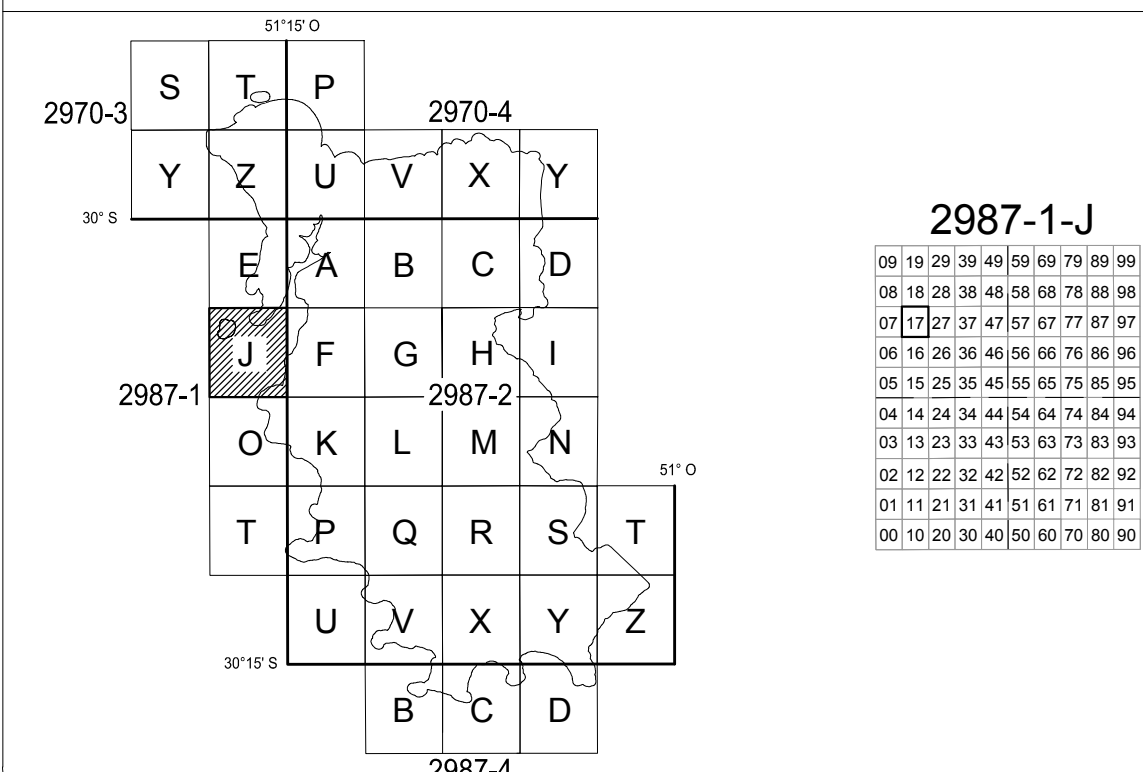 51°15' O
S T P
2970-3 2970-4
Y Z U V X Y
30° S
E A B C D
J F G H I
2987-1 2987-2
O K L M N
51° O
T P Q R S T
U V X Y Z
30°15' S
B C D
2987-4
2987-1-J
09 19 29 39 49 59 69 79 89 99
08 18 28 38 48 58 68 78 88 98
07 17 27 37 47 57 67 77 87 97
06 16 26 36 46 56 66 76 86 96
05 15 25 35 45 55 65 75 85 95
04 14 24 34 44 54 64 74 84 94
03 13 23 33 43 53 63 73 83 93
02 12 22 32 42 52 62 72 82 92
01 11 21 31 41 51 61 71 81 91
00 10 20 30 40 50 60 70 80 90